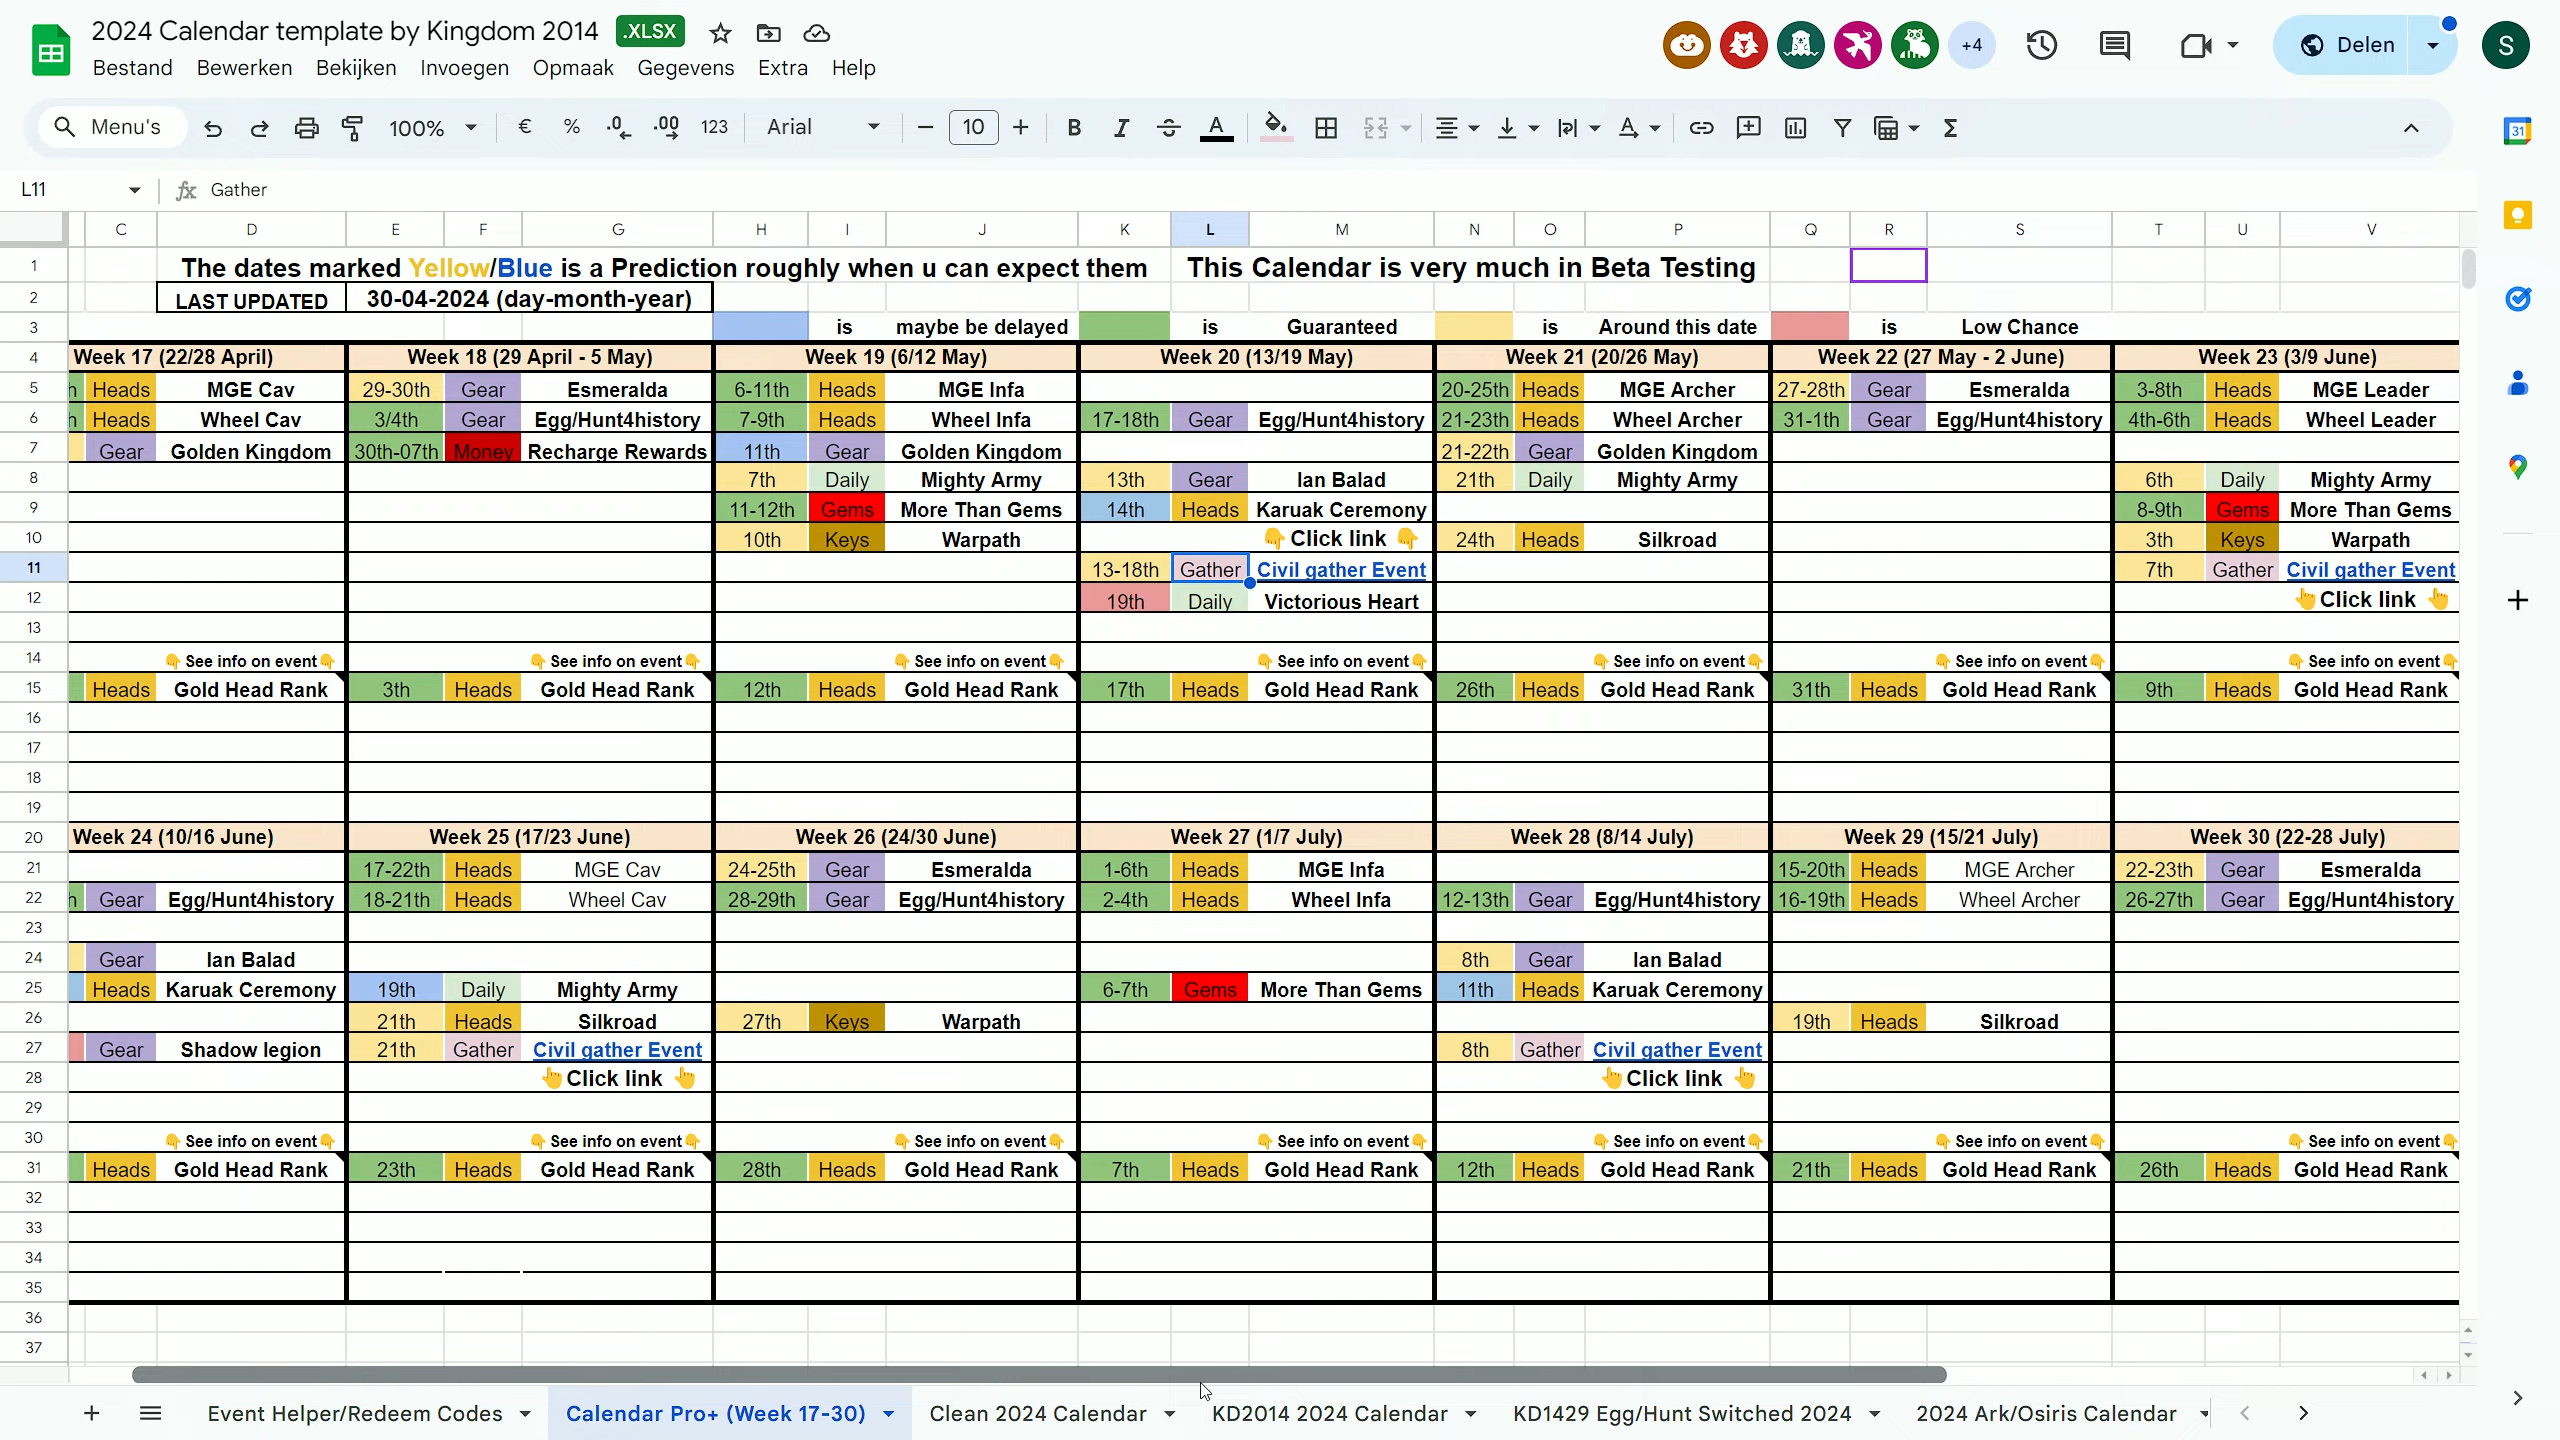 2024 Calendar template by Kingdom 2014 .XLSX
Bestand Bewerken Bekijken Invoegen Opmaak Gegevens Extra Help
+4 Delen S
Menu's 100% € % .0 .00 123 Arial 10 B I A
L11 fx Gather
C D E F G H I J K L M N O P Q R S T U V
1 The dates marked Yellow/Blue is a Prediction roughly when u can expect them This Calendar is very much in Beta Testing
2 LAST UPDATED 30-04-2024 (day-month-year)
3 is maybe be delayed is Guaranteed is Around this date is Low Chance
4 Week 17 (22/28 April) Week 18 (29 April - 5 May) Week 19 (6/12 May) Week 20 (13/19 May) Week 21 (20/26 May) Week 22 (27 May - 2 June) Week 23 (3/9 June)
5 h Heads MGE Cav 29-30th Gear Esmeralda 6-11th Heads MGE Infa 20-25th Heads MGE Archer 27-28th Gear Esmeralda 3-8th Heads MGE Leader
6 h Heads Wheel Cav 3/4th Gear Egg/Hunt4history 7-9th Heads Wheel Infa 17-18th Gear Egg/Hunt4history 21-23th Heads Wheel Archer 31-1th Gear Egg/Hunt4history 4th-6th Heads Wheel Leader
7 Gear Golden Kingdom 30th-07th Money Recharge Rewards 11th Gear Golden Kingdom 21-22th Gear Golden Kingdom
8 7th Daily Mighty Army 13th Gear Ian Balad 21th Daily Mighty Army 6th Daily Mighty Army
9 11-12th Gems More Than Gems 14th Heads Karuak Ceremony 8-9th Gems More Than Gems
10 10th Keys Warpath 👇Click link 👇 24th Heads Silkroad 3th Keys Warpath
11 13-18th Gather Civil gather Event 7th Gather Civil gather Event
12 19th Daily Victorious Heart 👆Click link 👆
13
14 👇See info on event👇 👇See info on event👇 👇See info on event👇 👇See info on event👇 👇See info on event👇 👇See info on event👇 👇See info on event👇
15 Heads Gold Head Rank 3th Heads Gold Head Rank 12th Heads Gold Head Rank 17th Heads Gold Head Rank 26th Heads Gold Head Rank 31th Heads Gold Head Rank 9th Heads Gold Head Rank
16
17
18
19
20 Week 24 (10/16 June) Week 25 (17/23 June) Week 26 (24/30 June) Week 27 (1/7 July) Week 28 (8/14 July) Week 29 (15/21 July) Week 30 (22-28 July)
21 17-22th Heads MGE Cav 24-25th Gear Esmeralda 1-6th Heads MGE Infa 15-20th Heads MGE Archer 22-23th Gear Esmeralda
22 h Gear Egg/Hunt4history 18-21th Heads Wheel Cav 28-29th Gear Egg/Hunt4history 2-4th Heads Wheel Infa 12-13th Gear Egg/Hunt4history 16-19th Heads Wheel Archer 26-27th Gear Egg/Hunt4history
23
24 Gear Ian Balad 8th Gear Ian Balad
25 Heads Karuak Ceremony 19th Daily Mighty Army 6-7th Gems More Than Gems 11th Heads Karuak Ceremony
26 21th Heads Silkroad 27th Keys Warpath 19th Heads Silkroad
27 Gear Shadow legion 21th Gather Civil gather Event 8th Gather Civil gather Event
28 👆Click link 👆 👆Click link 👆
29
30 👇See info on event👇 👇See info on event👇 👇See info on event👇 👇See info on event👇 👇See info on event👇 👇See info on event👇 👇See info on event👇
31 Heads Gold Head Rank 23th Heads Gold Head Rank 28th Heads Gold Head Rank 7th Heads Gold Head Rank 12th Heads Gold Head Rank 21th Heads Gold Head Rank 26th Heads Gold Head Rank
32
33
34
35
36
37
Event Helper/Redeem Codes Calendar Pro+ (Week 17-30) Clean 2024 Calendar KD2014 2024 Calendar KD1429 Egg/Hunt Switched 2024 2024 Ark/Osiris Calendar